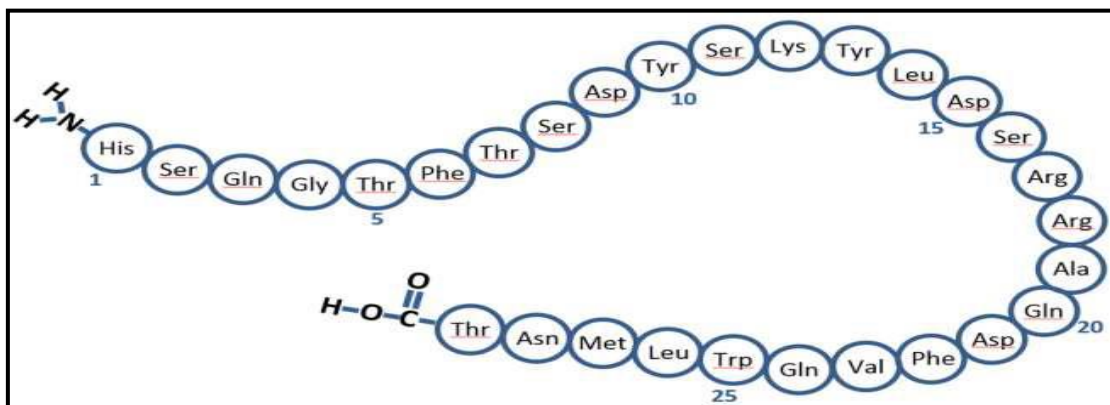 H
H N
His
1
Ser
Gln
Gly
Thr
5
Phe
Thr
Ser
Asp
Tyr
10
Ser
Lys
Tyr
Leu
Asp
15
Ser
Arg
Arg
Ala
Gln
20
Asp
Phe
Val
Gln
Trp
25
Leu
Met
Asn
Thr
O
H O C